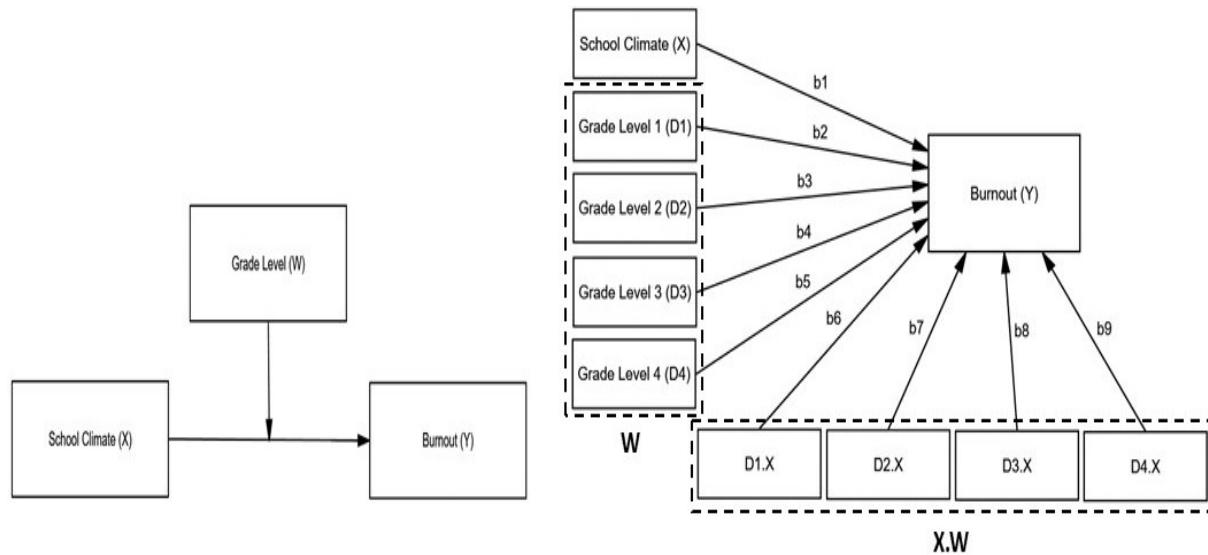 Grade Level (W)
School Climate (X)
Burnout (Y)
School Climate (X)
Grade Level 1 (D1)
Grade Level 2 (D2)
Grade Level 3 (D3)
Grade Level 4 (D4)
W
b1
b2
b3
b4
b5
b6
b7
b8
b9
Burnout (Y)
D1.X
D2.X
D3.X
D4.X
X.W